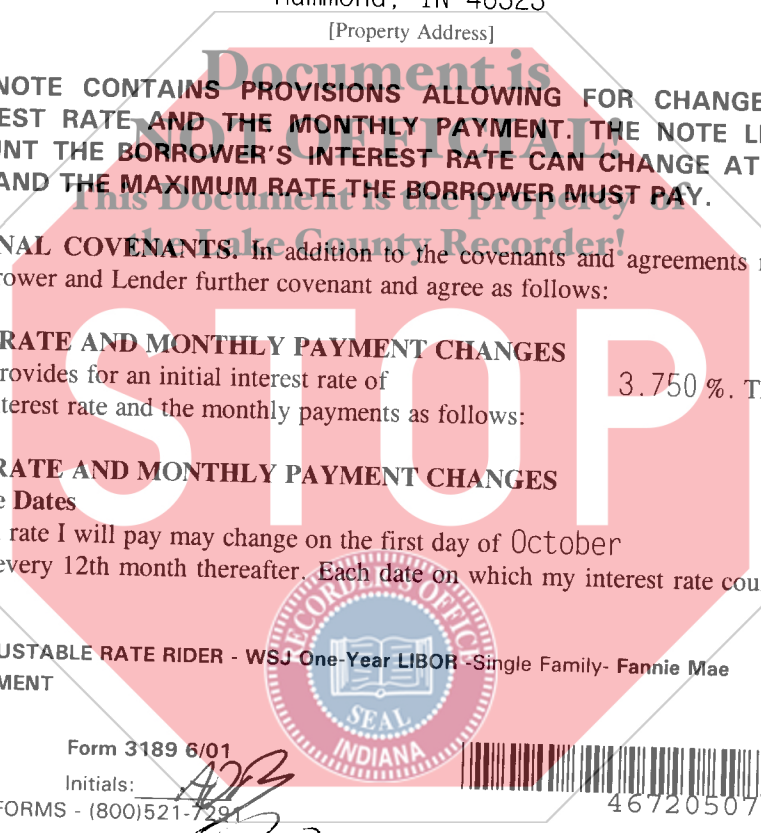 Hammond, IN 46323
[Property Address]
Document is
NOTE CONTAINS PROVISIONS ALLOWING FOR CHANGE
EST RATE AND THE MONTHLY PAYMENT. THE NOTE LI
NOT OFFICIAL!
UNT THE BORROWER'S INTEREST RATE CAN CHANGE AT
AND THE MAXIMUM RATE THE BORROWER MUST PAY.
This Document is the property of
the Lake County Recorder!
NAL COVENANTS. In addition to the covenants and agreements
rower and Lender further covenant and agree as follows:
RATE AND MONTHLY PAYMENT CHANGES
rovides for an initial interest rate of 3.750 %. T
terest rate and the monthly payments as follows:
STOP
RATE AND MONTHLY PAYMENT CHANGES
e Dates
rate I will pay may change on the first day of October
every 12th month thereafter. Each date on which my interest rate cou
RECORDER'S OFFICE
SEAL
INDIANA
USTABLE RATE RIDER - WSJ One-Year LIBOR -Single Family- Fannie Mae
MENT
Form 3189 6/01
Initials:
FORMS - (800)521-7291
46720507